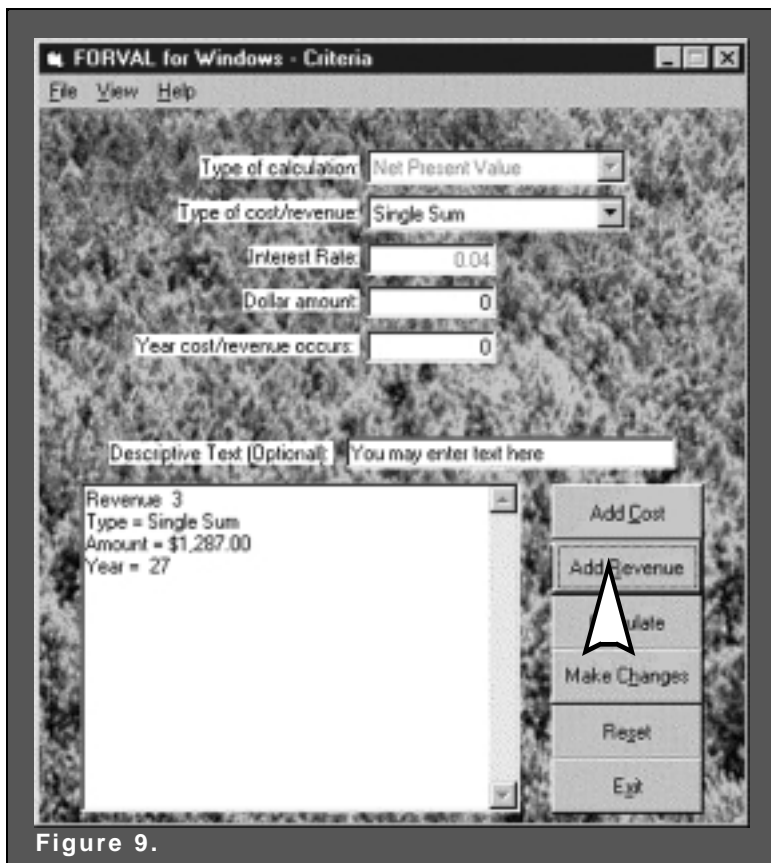 FORVAL for Windows - Criteria
File View Help
Type of calculation: Net Present Value
Type of cost/revenue: Single Sum
Interest Rate: 0.04
Dollar amount: 0
Year cost/revenue occurs: 0
Descriptive Text (Optional): You may enter text here
Revenue 3
Type = Single Sum
Amount = $1,287.00
Year = 27
Add Cost
Add Revenue
Make Changes
Reset
Exit
Figure 9.